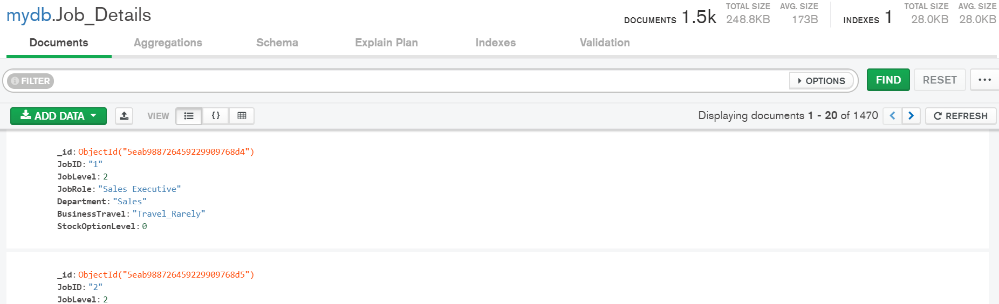 mydb.Job_Details
DOCUMENTS 1.5k TOTAL SIZE 248.8KB AVG. SIZE 173B INDEXES 1 TOTAL SIZE 28.0KB AVG. SIZE 28.0KB
Documents Aggregations Schema Explain Plan Indexes Validation
FILTER OPTIONS FIND RESET ...
ADD DATA VIEW {} Displaying documents 1 - 20 of 1470 REFRESH
_id: ObjectId("5eab988726459229909768d4")
JobID: "1"
JobLevel: 2
JobRole: "Sales Executive"
Department: "Sales"
BusinessTravel: "Travel_Rarely"
StockOptionLevel: 0
_id: ObjectId("5eab988726459229909768d5")
JobID: "2"
JobLevel: 2